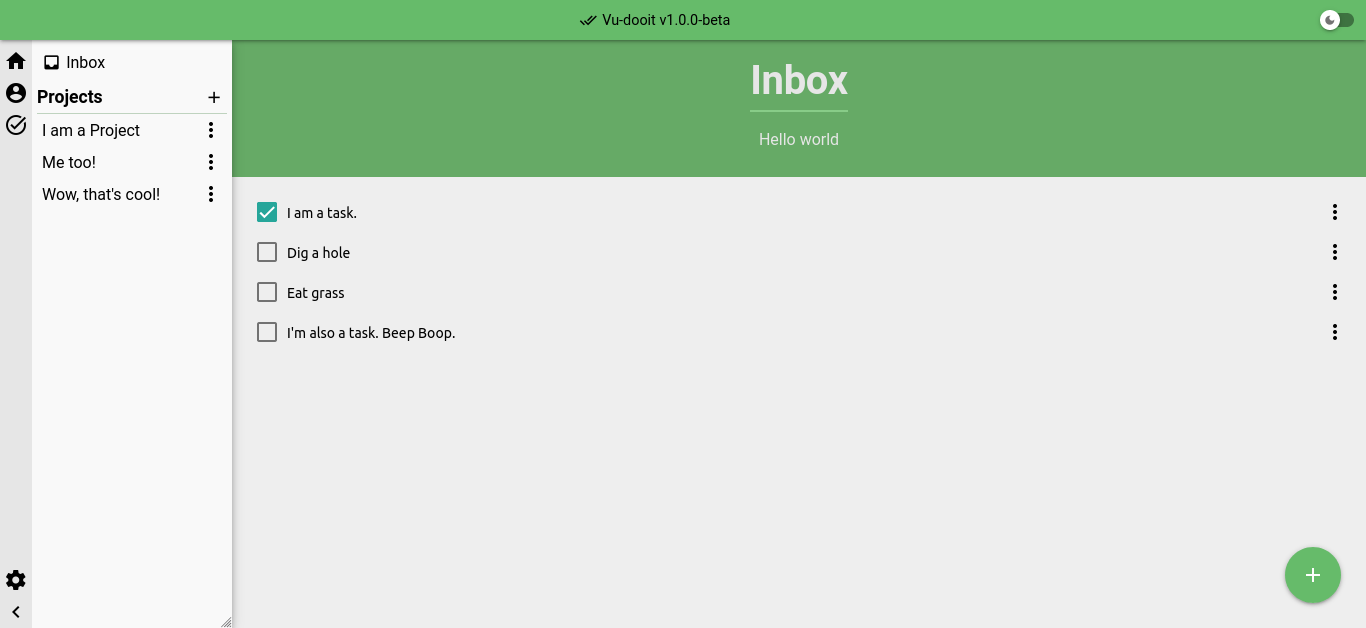 Vu-dooit v1.0.0-beta
Inbox
Projects
I am a Project
Me too!
Wow, that's cool!
Inbox
Hello world
I am a task.
Dig a hole
Eat grass
I'm also a task. Beep Boop.